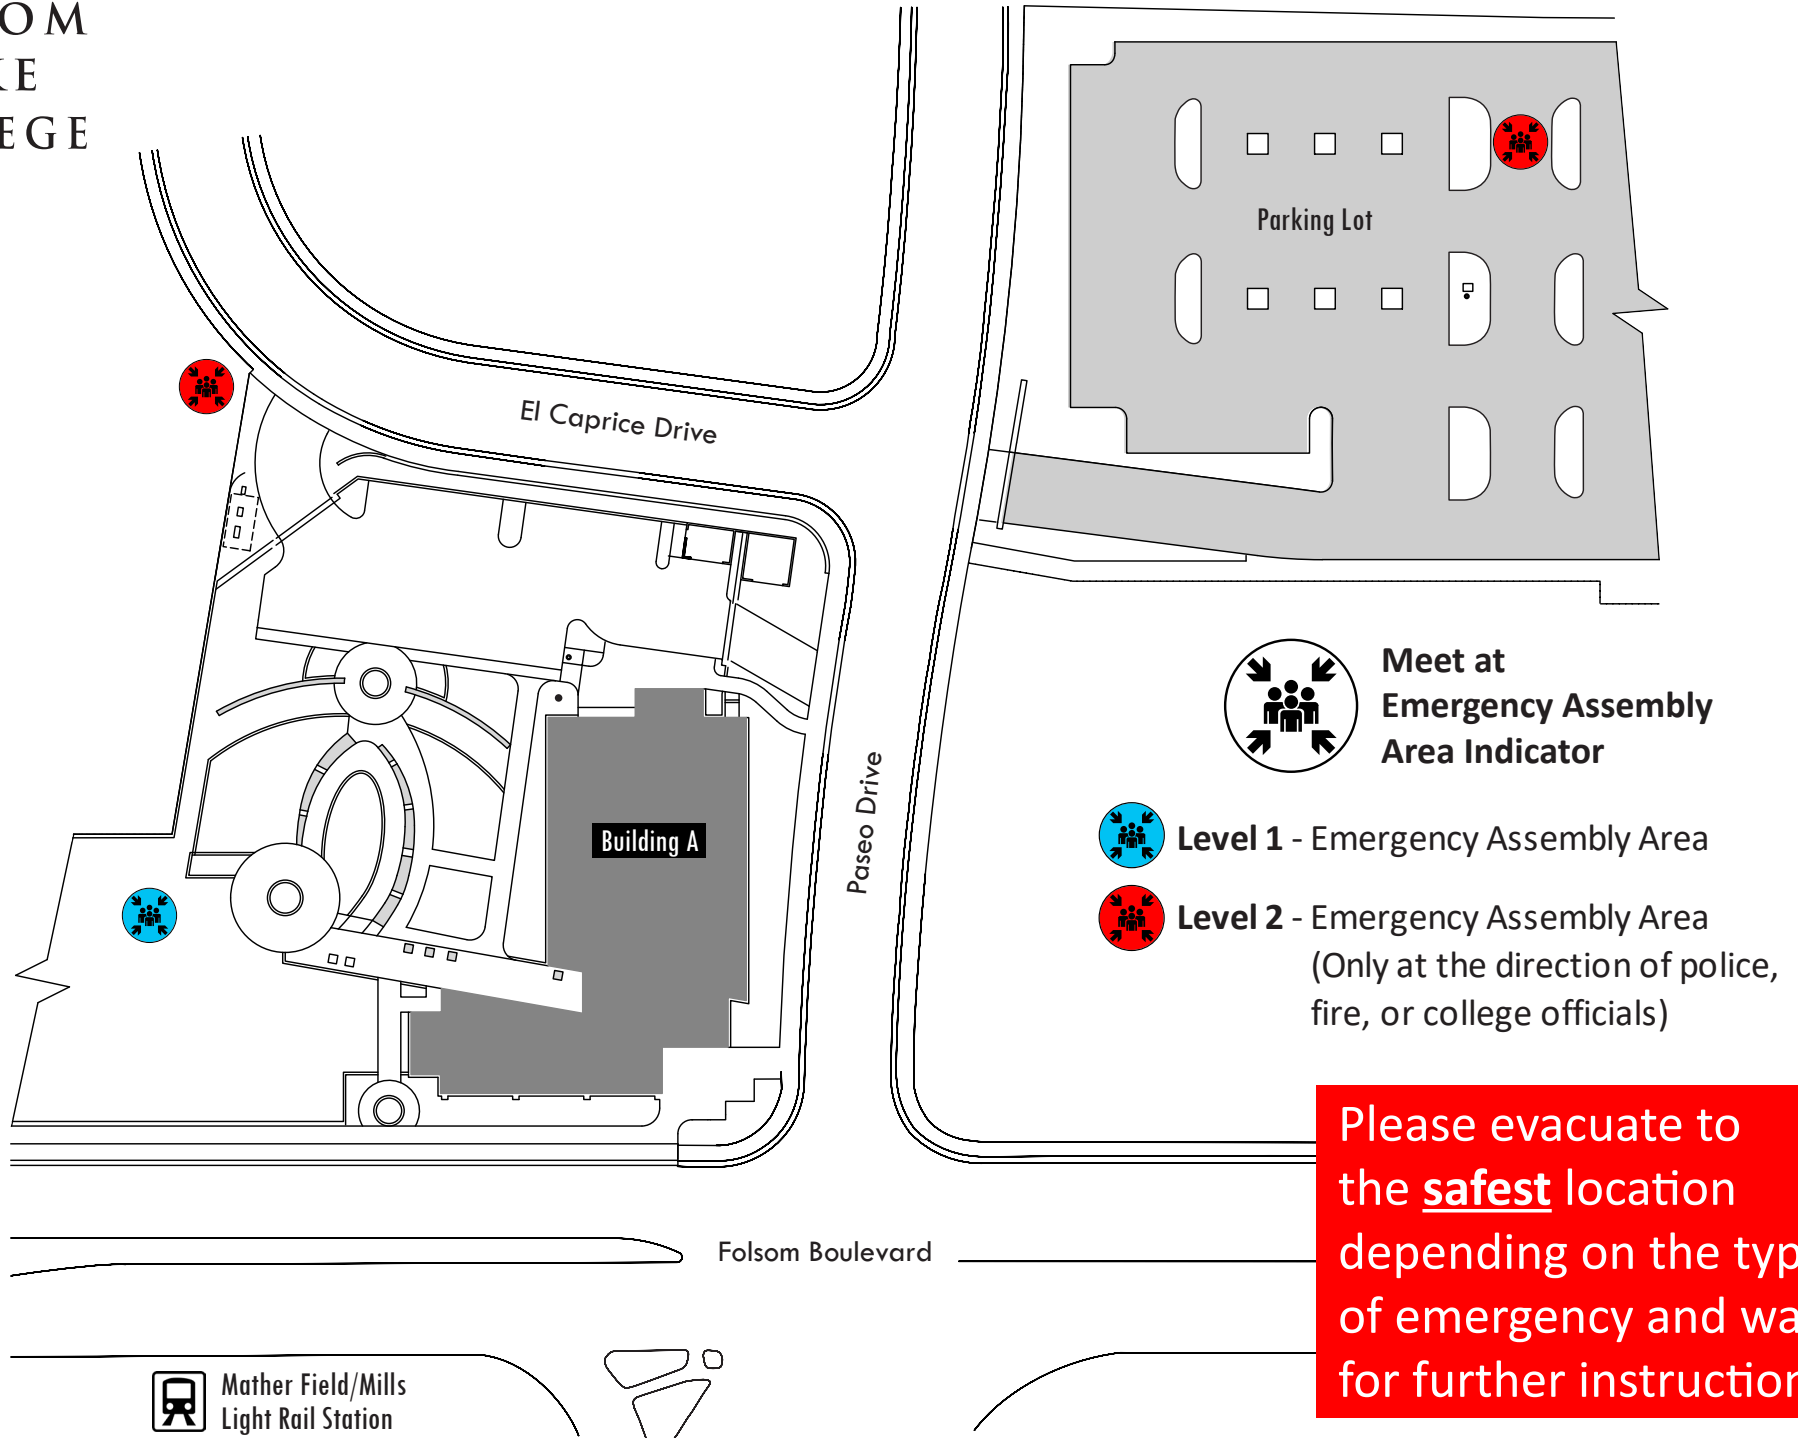 OM
KE
EGE
Parking Lot
El Caprice Drive
Meet at
Emergency Assembly
Area Indicator
Paseo Drive
Building A
Level 1 - Emergency Assembly Area
Level 2 - Emergency Assembly Area
(Only at the direction of police,
fire, or college officials)
Please evacuate to
the safest location
depending on the typ
of emergency and wa
for further instruction
Folsom Boulevard
Mather Field/Mills
Light Rail Station